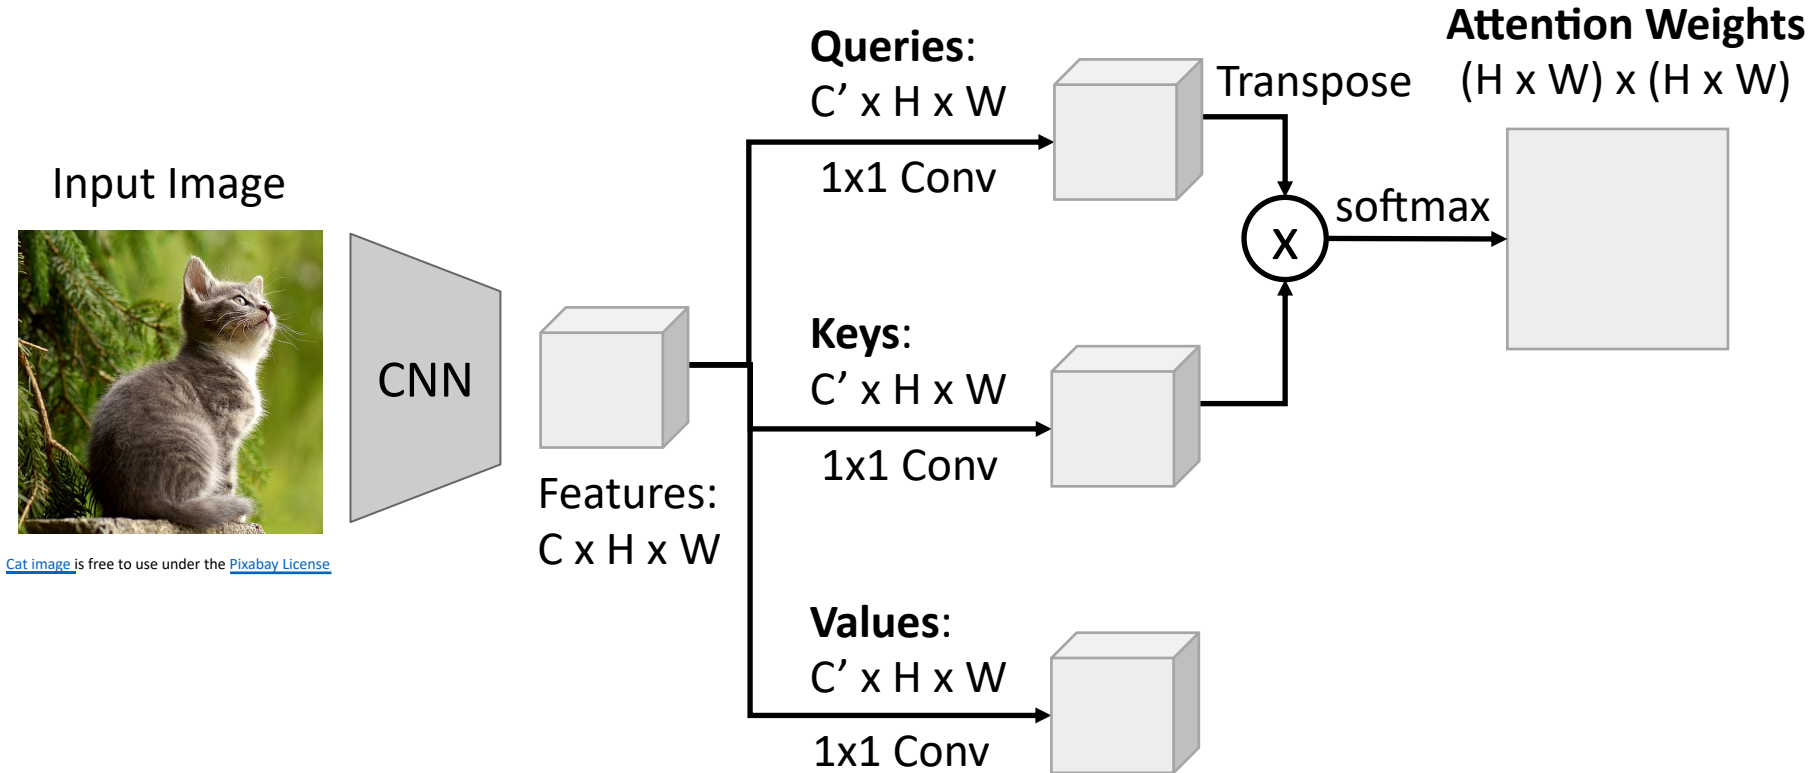 Input Image
Cat image is free to use under the Pixabay License
CNN
Features:
C x H x W
Queries:
C’ x H x W
1x1 Conv
Keys:
C’ x H x W
1x1 Conv
Values:
C’ x H x W
1x1 Conv
Transpose
x
softmax
Attention Weights
(H x W) x (H x W)